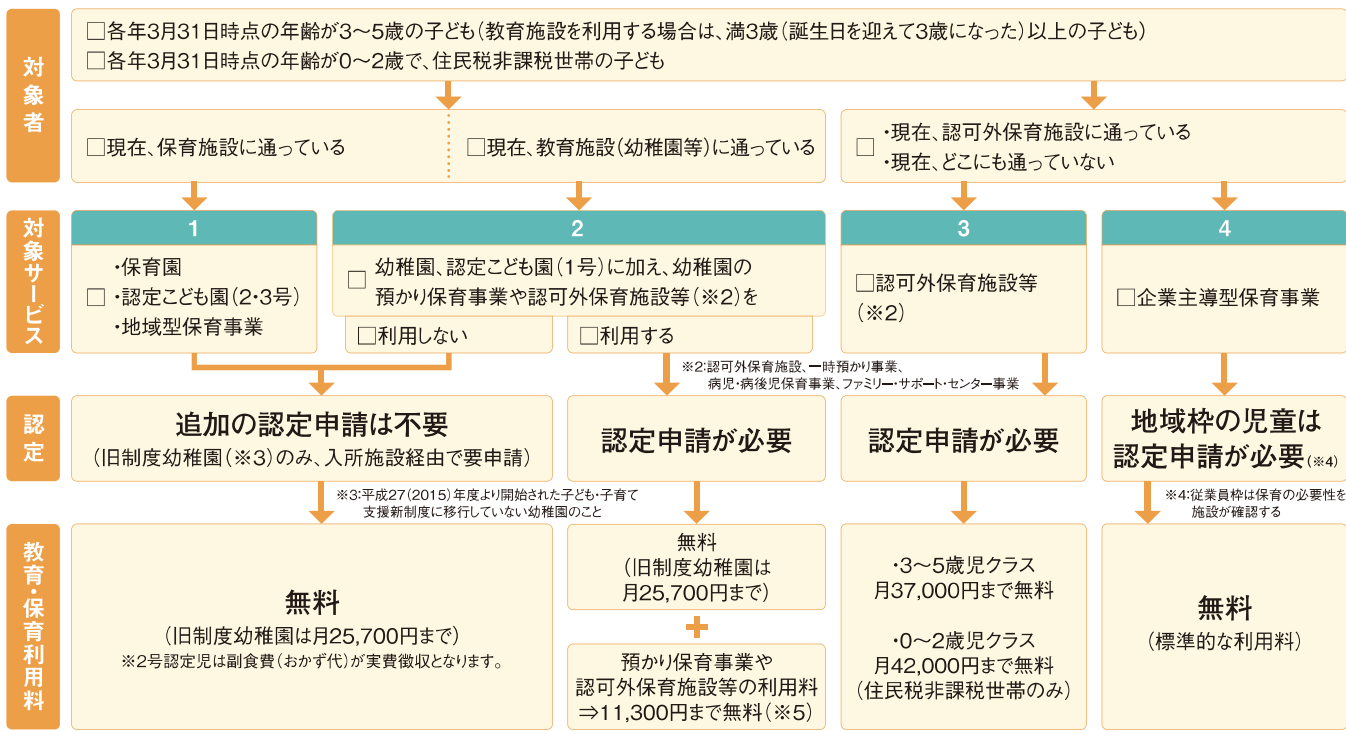 対象者
□各年3月31日時点の年齢が3〜5歳の子ども(教育施設を利用する場合は、満3歳(誕生日を迎えて3歳になった)以上の子ども)
□各年3月31日時点の年齢が0〜2歳で、住民税非課税世帯の子ども
□現在、保育施設に通っている
□現在、教育施設(幼稚園等)に通っている
□
・現在、認可外保育施設に通っている
・現在、どこにも通っていない
対象サービス
1
・保育園
□・認定こども園(2・3号)
・地域型保育事業
2
□ 幼稚園、認定こども園(1号)に加え、幼稚園の
預かり保育事業や認可外保育施設等(※2)を
□利用しない
□利用する
3
□認可外保育施設等
(※2)
4
□企業主導型保育事業
※2:認可外保育施設、一時預かり事業、
病児・病後児保育事業、ファミリー・サポート・センター事業
認定
追加の認定申請は不要
(旧制度幼稚園(※3)のみ、入所施設経由で要申請)
認定申請が必要
認定申請が必要
地域枠の児童は
認定申請が必要(※4)
※3:平成27(2015)年度より開始された子ども・子育て
支援新制度に移行していない幼稚園のこと
※4:従業員枠は保育の必要性を
施設が確認する
教育・保育利用料
無料
(旧制度幼稚園は月25,700円まで)
※2号認定児は副食費(おかず代)が実費徴収となります。
無料
(旧制度幼稚園は
月25,700円まで)
+
預かり保育事業や
認可外保育施設等の利用料
⇒11,300円まで無料(※5)
・3〜5歳児クラス
月37,000円まで無料
・0〜2歳児クラス
月42,000円まで無料
(住民税非課税世帯のみ)
無料
(標準的な利用料)